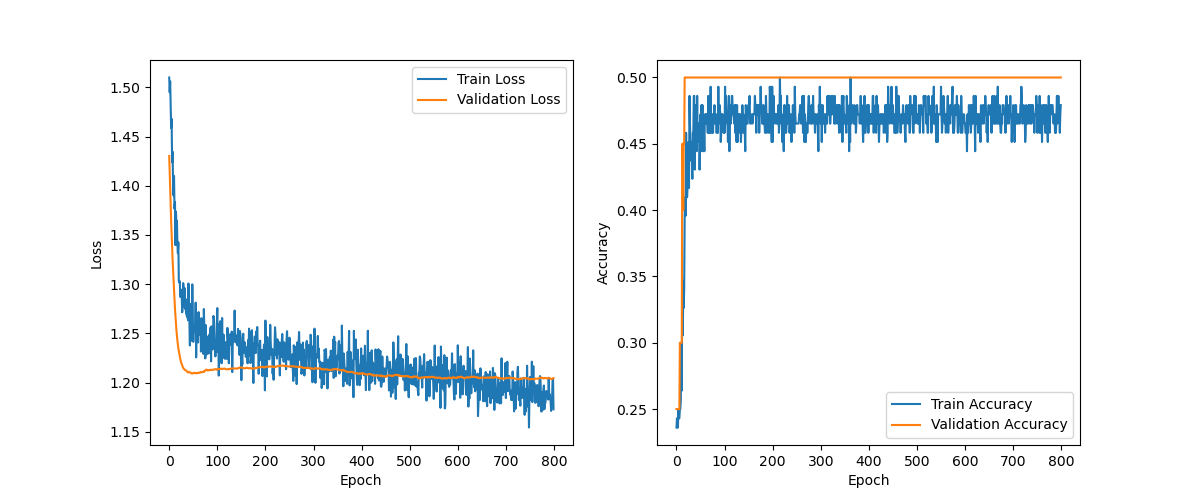 1.50
1.45
1.40
1.35
1.30
1.25
1.20
1.15
Loss
0 100 200 300 400 500 600 700 800
Epoch
Train Loss
Validation Loss
0.50
0.45
0.40
0.35
0.30
0.25
Accuracy
0 100 200 300 400 500 600 700 800
Epoch
Train Accuracy
Validation Accuracy